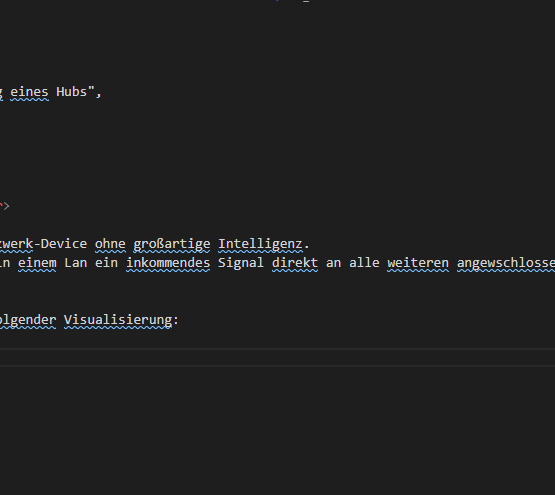 eines Hubs",
>
zwerk-Device ohne großartige Intelligenz.
in einem Lan ein inkommendes Signal direkt an alle weiteren angewschlosse
olgender Visualisierung: